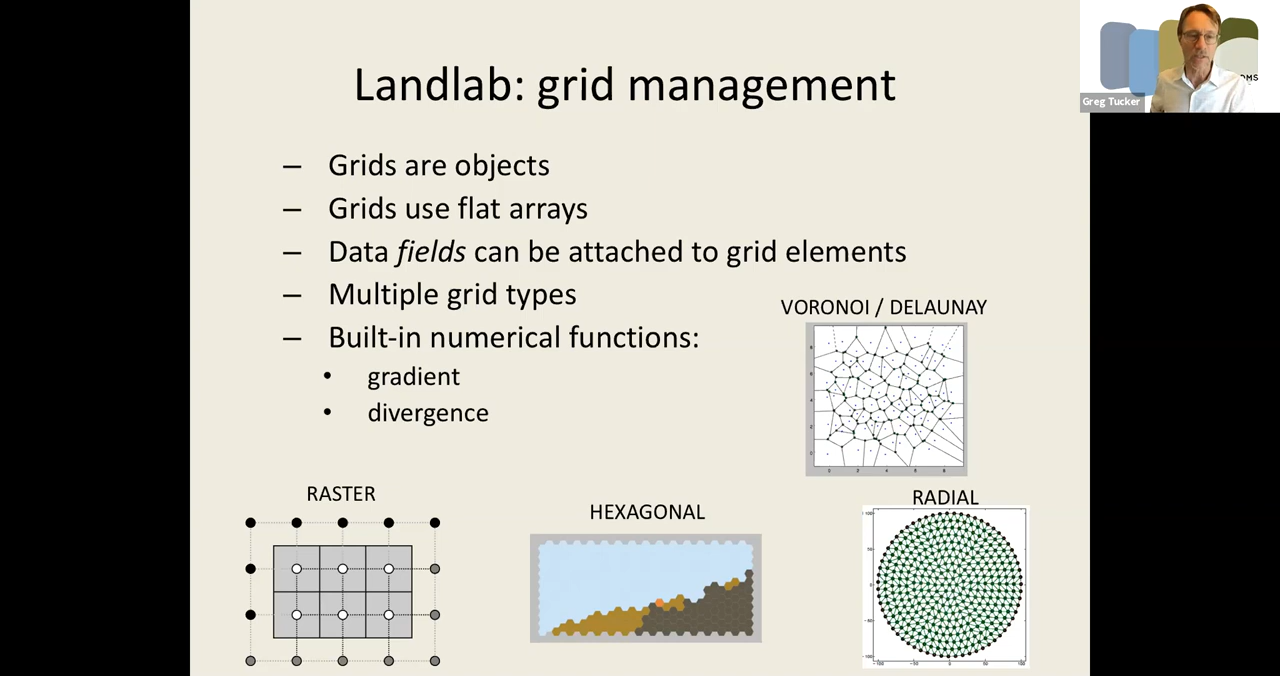 Landlab: grid management
– Grids are objects
– Grids use flat arrays
– Data fields can be attached to grid elements
– Multiple grid types
– Built-in numerical functions:
• gradient
• divergence
VORONOI / DELAUNAY
RASTER
HEXAGONAL
RADIAL
Greg Tucker